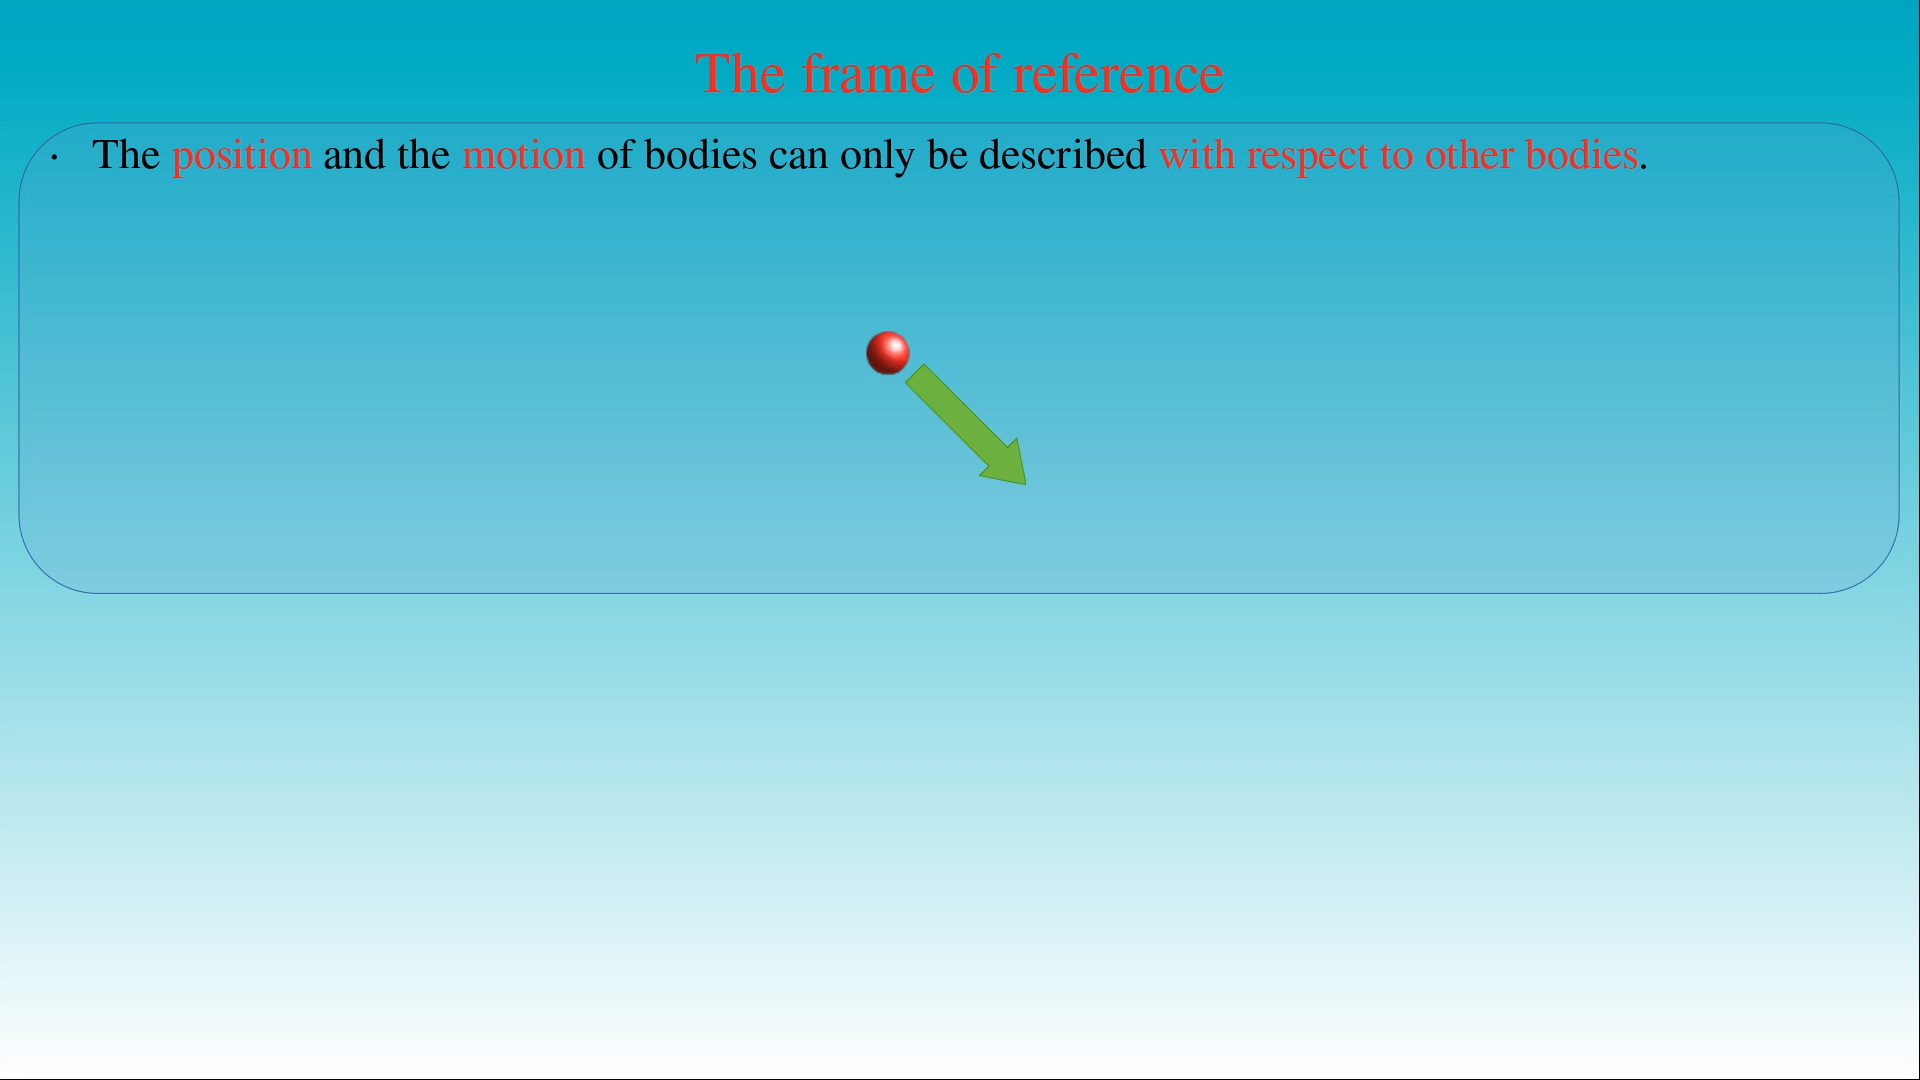 The frame of reference
· The position and the motion of bodies can only be described with respect to other bodies.